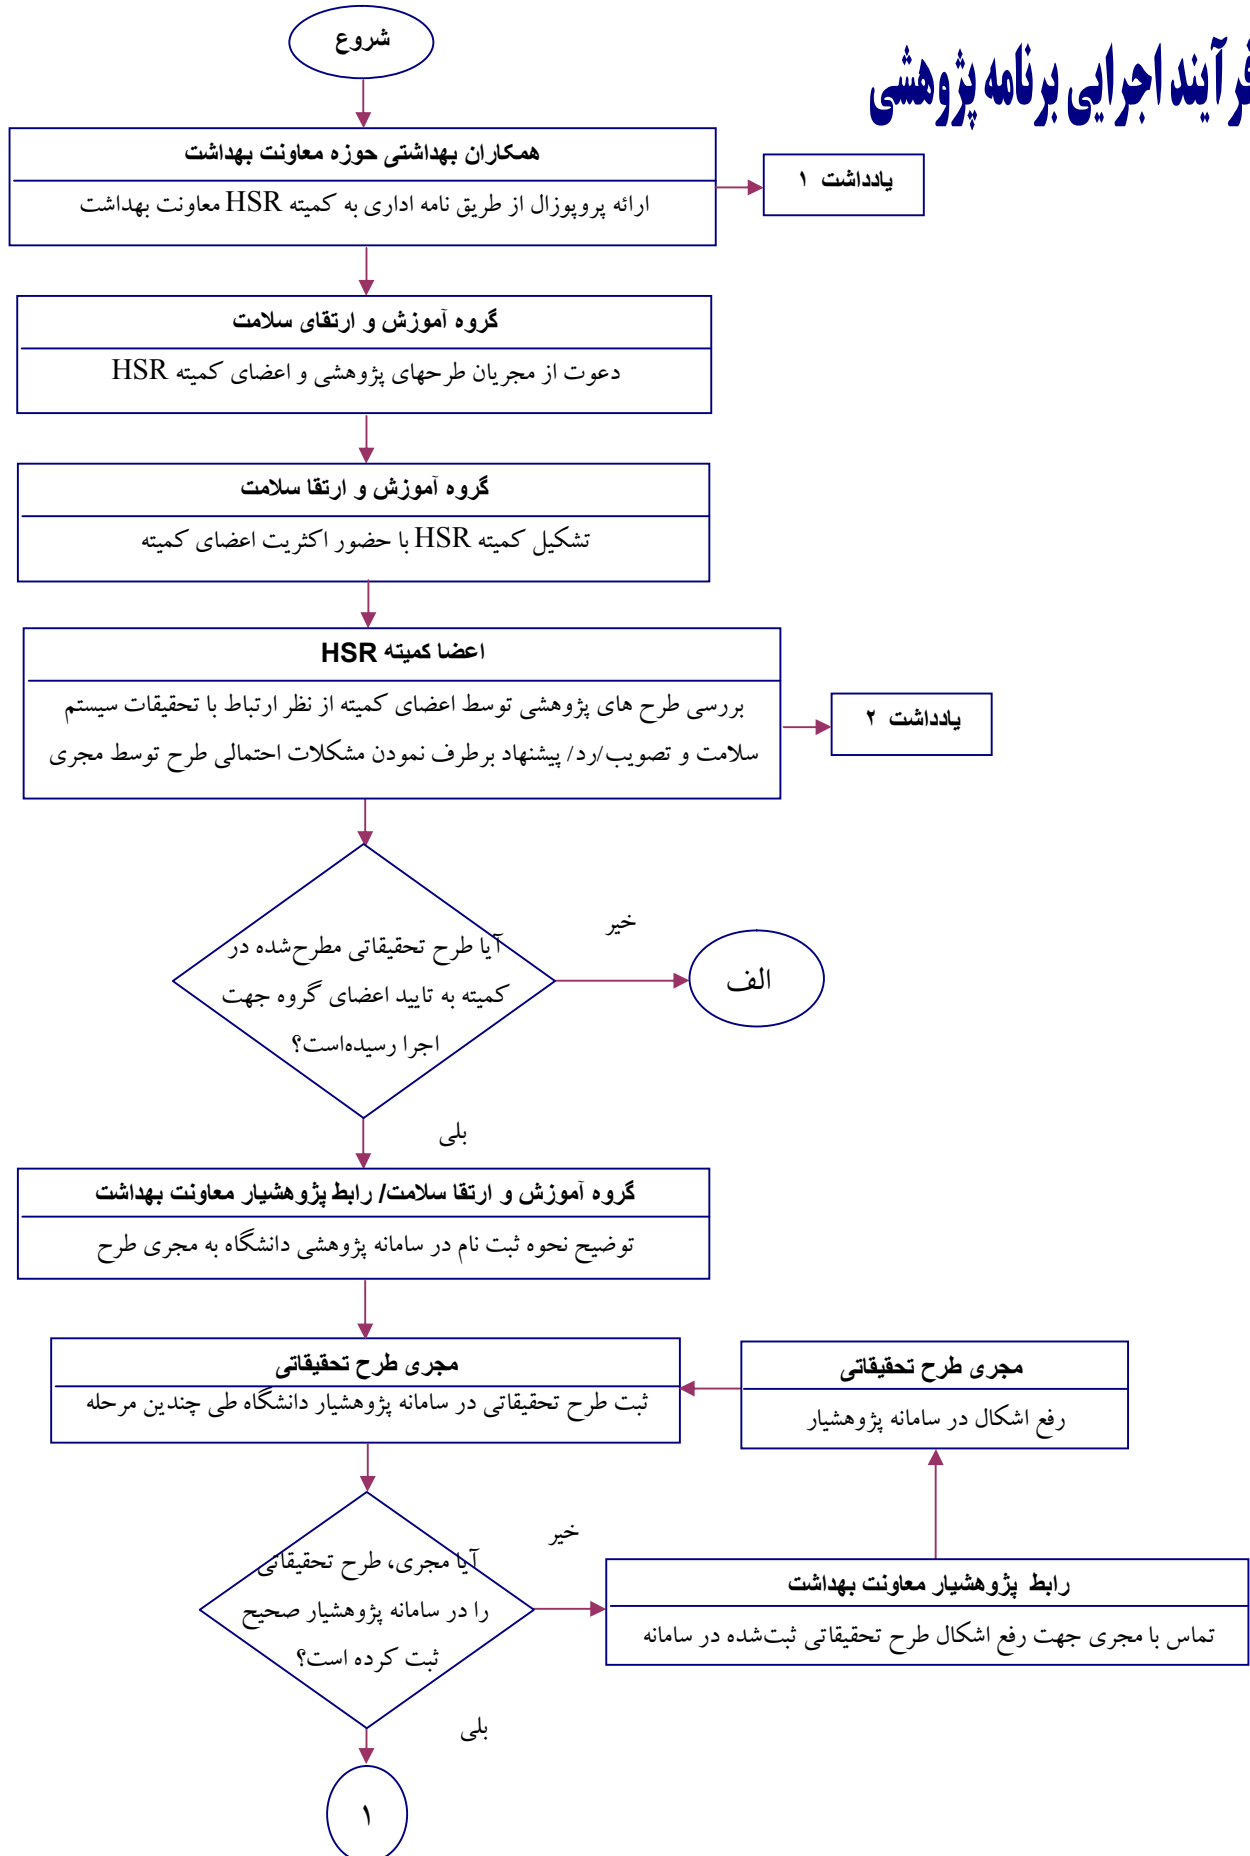 فرآیند اجرایی برنامه پژوهشی
شروع
همکاران بهداشتی حوزه معاونت بهداشت
ارائه پروپوزال از طریق نامه اداری به کمیته HSR معاونت بهداشت
یادداشت ۱
گروه آموزش و ارتقای سلامت
دعوت از مجریان طرحهای پژوهشی و اعضای کمیته HSR
گروه آموزش و ارتقا سلامت
تشکیل کمیته HSR با حضور اکثریت اعضای کمیته
اعضا کمیته HSR
بررسی طرح های پژوهشی توسط اعضای کمیته از نظر ارتباط با تحقیقات سیستم
سلامت و تصویب/رد/ پیشنهاد برطرف نمودن مشکلات احتمالی طرح توسط مجری
یادداشت ۲
آیا طرح تحقیقاتی مطرح‌شده در
کمیته به تایید اعضای گروه جهت
اجرا رسیده‌است؟
خیر
الف
بلی
گروه آموزش و ارتقا سلامت/ رابط پژوهشیار معاونت بهداشت
توضیح نحوه ثبت نام در سامانه پژوهشی دانشگاه به مجری طرح
مجری طرح تحقیقاتی
ثبت طرح تحقیقاتی در سامانه پژوهشیار دانشگاه طی چندین مرحله
مجری طرح تحقیقاتی
رفع اشکال در سامانه پژوهشیار
آیا مجری، طرح تحقیقاتی
را در سامانه پژوهشیار صحیح
ثبت کرده است؟
خیر
رابط پژوهشیار معاونت بهداشت
تماس با مجری جهت رفع اشکال طرح تحقیقاتی ثبت‌شده در سامانه
بلی
۱